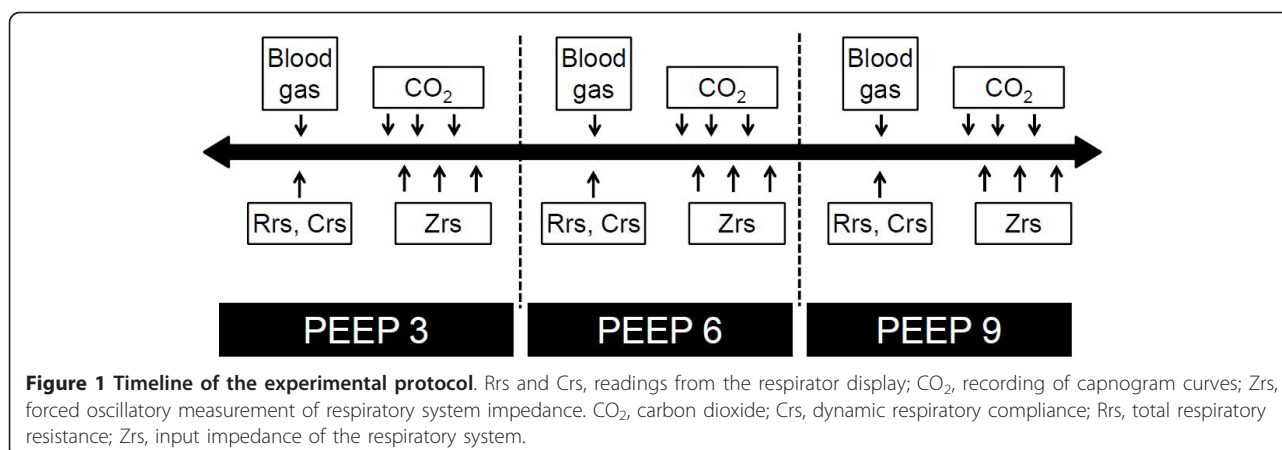 Blood
gas
CO₂
Blood
gas
CO₂
Blood
gas
CO₂
Rrs, Crs
Zrs
Rrs, Crs
Zrs
Rrs, Crs
Zrs
PEEP 3
PEEP 6
PEEP 9
Figure 1 Timeline of the experimental protocol. Rrs and Crs, readings from the respirator display; CO₂, recording of capnogram curves; Zrs,
forced oscillatory measurement of respiratory system impedance. CO₂, carbon dioxide; Crs, dynamic respiratory compliance; Rrs, total respiratory
resistance; Zrs, input impedance of the respiratory system.